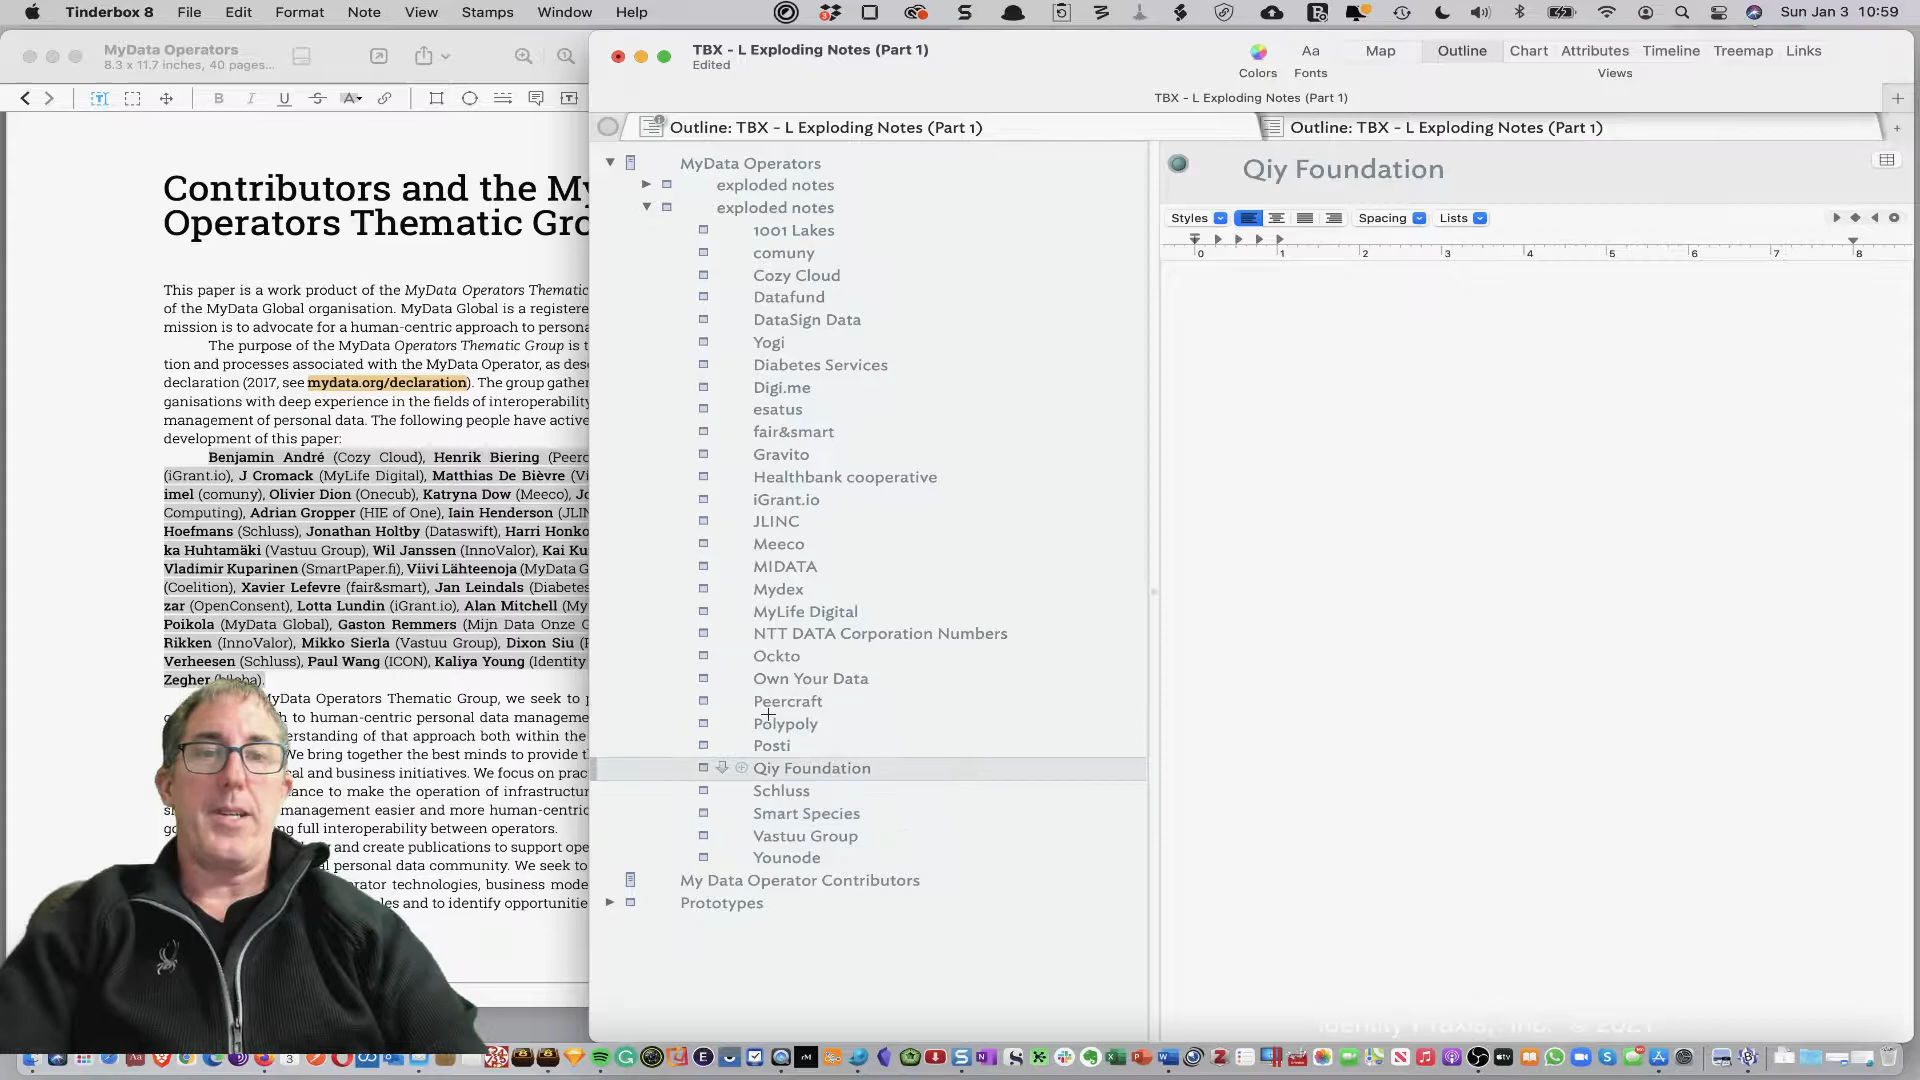 Tinderbox 8 File Edit Format Note View Stamps Window Help Sun Jan 3 10:59
MyData Operators
8.3 x 11.7 inches, 40 pages...
TBX - L Exploding Notes (Part 1)
Edited
Colors Fonts
Map Outline Chart Attributes Timeline Treemap Links
Views
TBX - L Exploding Notes (Part 1)
Outline: TBX - L Exploding Notes (Part 1)
Outline: TBX - L Exploding Notes (Part 1)
Contributors and the My
Operators Thematic Gro
This paper is a work product of the MyData Operators Thematic
of the MyData Global organisation. MyData Global is a registere
mission is to advocate for a human-centric approach to persona
The purpose of the MyData Operators Thematic Group is t
tion and processes associated with the MyData Operator, as des
declaration (2017, see mydata.org/declaration). The group gathe
ganisations with deep experience in the fields of interoperability
management of personal data. The following people have active
development of this paper:
Benjamin André (Cozy Cloud), Henrik Biering (Peerc
(iGrant.io), J Cromack (MyLife Digital), Matthias De Bièvre (Vi
imel (comuny), Olivier Dion (Onecub), Katryna Dow (Meeco), Jo
Computing), Adrian Gropper (HIE of One), Iain Henderson (JLIN
Hoefmans (Schluss), Jonathan Holtby (Dataswift), Harri Honko
ka Huhtamäki (Vastuu Group), Wil Janssen (InnoValor), Kai Ku
Vladimir Kuparinen (SmartPaper.fi), Viivi Lähteenoja (MyData G
(Coelition), Xavier Lefevre (fair&smart), Jan Leindals (Diabetes
zar (OpenConsent), Lotta Lundin (iGrant.io), Alan Mitchell (My
Poikola (MyData Global), Gaston Remmers (Mijn Data Onze G
Rikken (InnoValor), Mikko Sierla (Vastuu Group), Dixon Siu (P
Verheesen (Schluss), Paul Wang (ICON), Kaliya Young (Identity
Zegher
MyData Operators Thematic Group, we seek to p
h to human-centric personal data manageme
erstanding of that approach both within the
We bring together the best minds to provide t
al and business initiatives. We focus on prac
ance to make the operation of infrastructur
management easier and more human-centric
ng full interoperability between operators.
and create publications to support ope
l personal data community. We seek to
rator technologies, business mode
les and to identify opportunitie
MyData Operators
exploded notes
exploded notes
1001 Lakes
comuny
Cozy Cloud
Datafund
DataSign Data
Yogi
Diabetes Services
Digi.me
esatus
fair&smart
Gravito
Healthbank cooperative
iGrant.io
JLINC
Meeco
MIDATA
Mydex
MyLife Digital
NTT DATA Corporation Numbers
Ockto
Own Your Data
Peercraft
Polypoly
Posti
Qiy Foundation
Schluss
Smart Species
Vastuu Group
Younode
My Data Operator Contributors
Prototypes
Qiy Foundation
Styles Spacing Lists
0 1 2 3 4 5 6 7 8